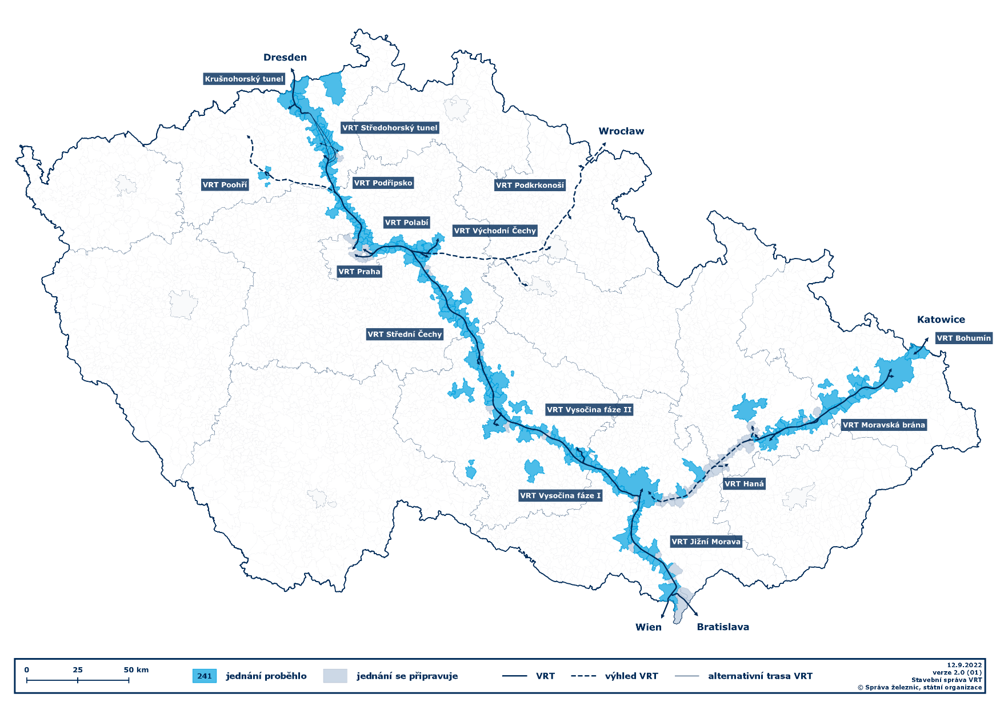 Dresden
Krušnohorský tunel
VRT Středohorský tunel
Wrocław
VRT Poohří
VRT Podřipsko
VRT Podkrkonoší
VRT Polabí
VRT Východní Čechy
VRT Praha
Katowice
VRT Střední Čechy
VRT Bohumín
VRT Vysočina fáze II
VRT Moravská brána
VRT Haná
VRT Vysočina fáze I
VRT Jižní Morava
Wien
Bratislava
0 25 50 km
241 jednání proběhlo
jednání se připravuje
VRT
výhled VRT
alternativní trasa VRT
12.9.2022
verze 2.0 (01)
Stavební správa VRT
© Správa železnic, státní organizace